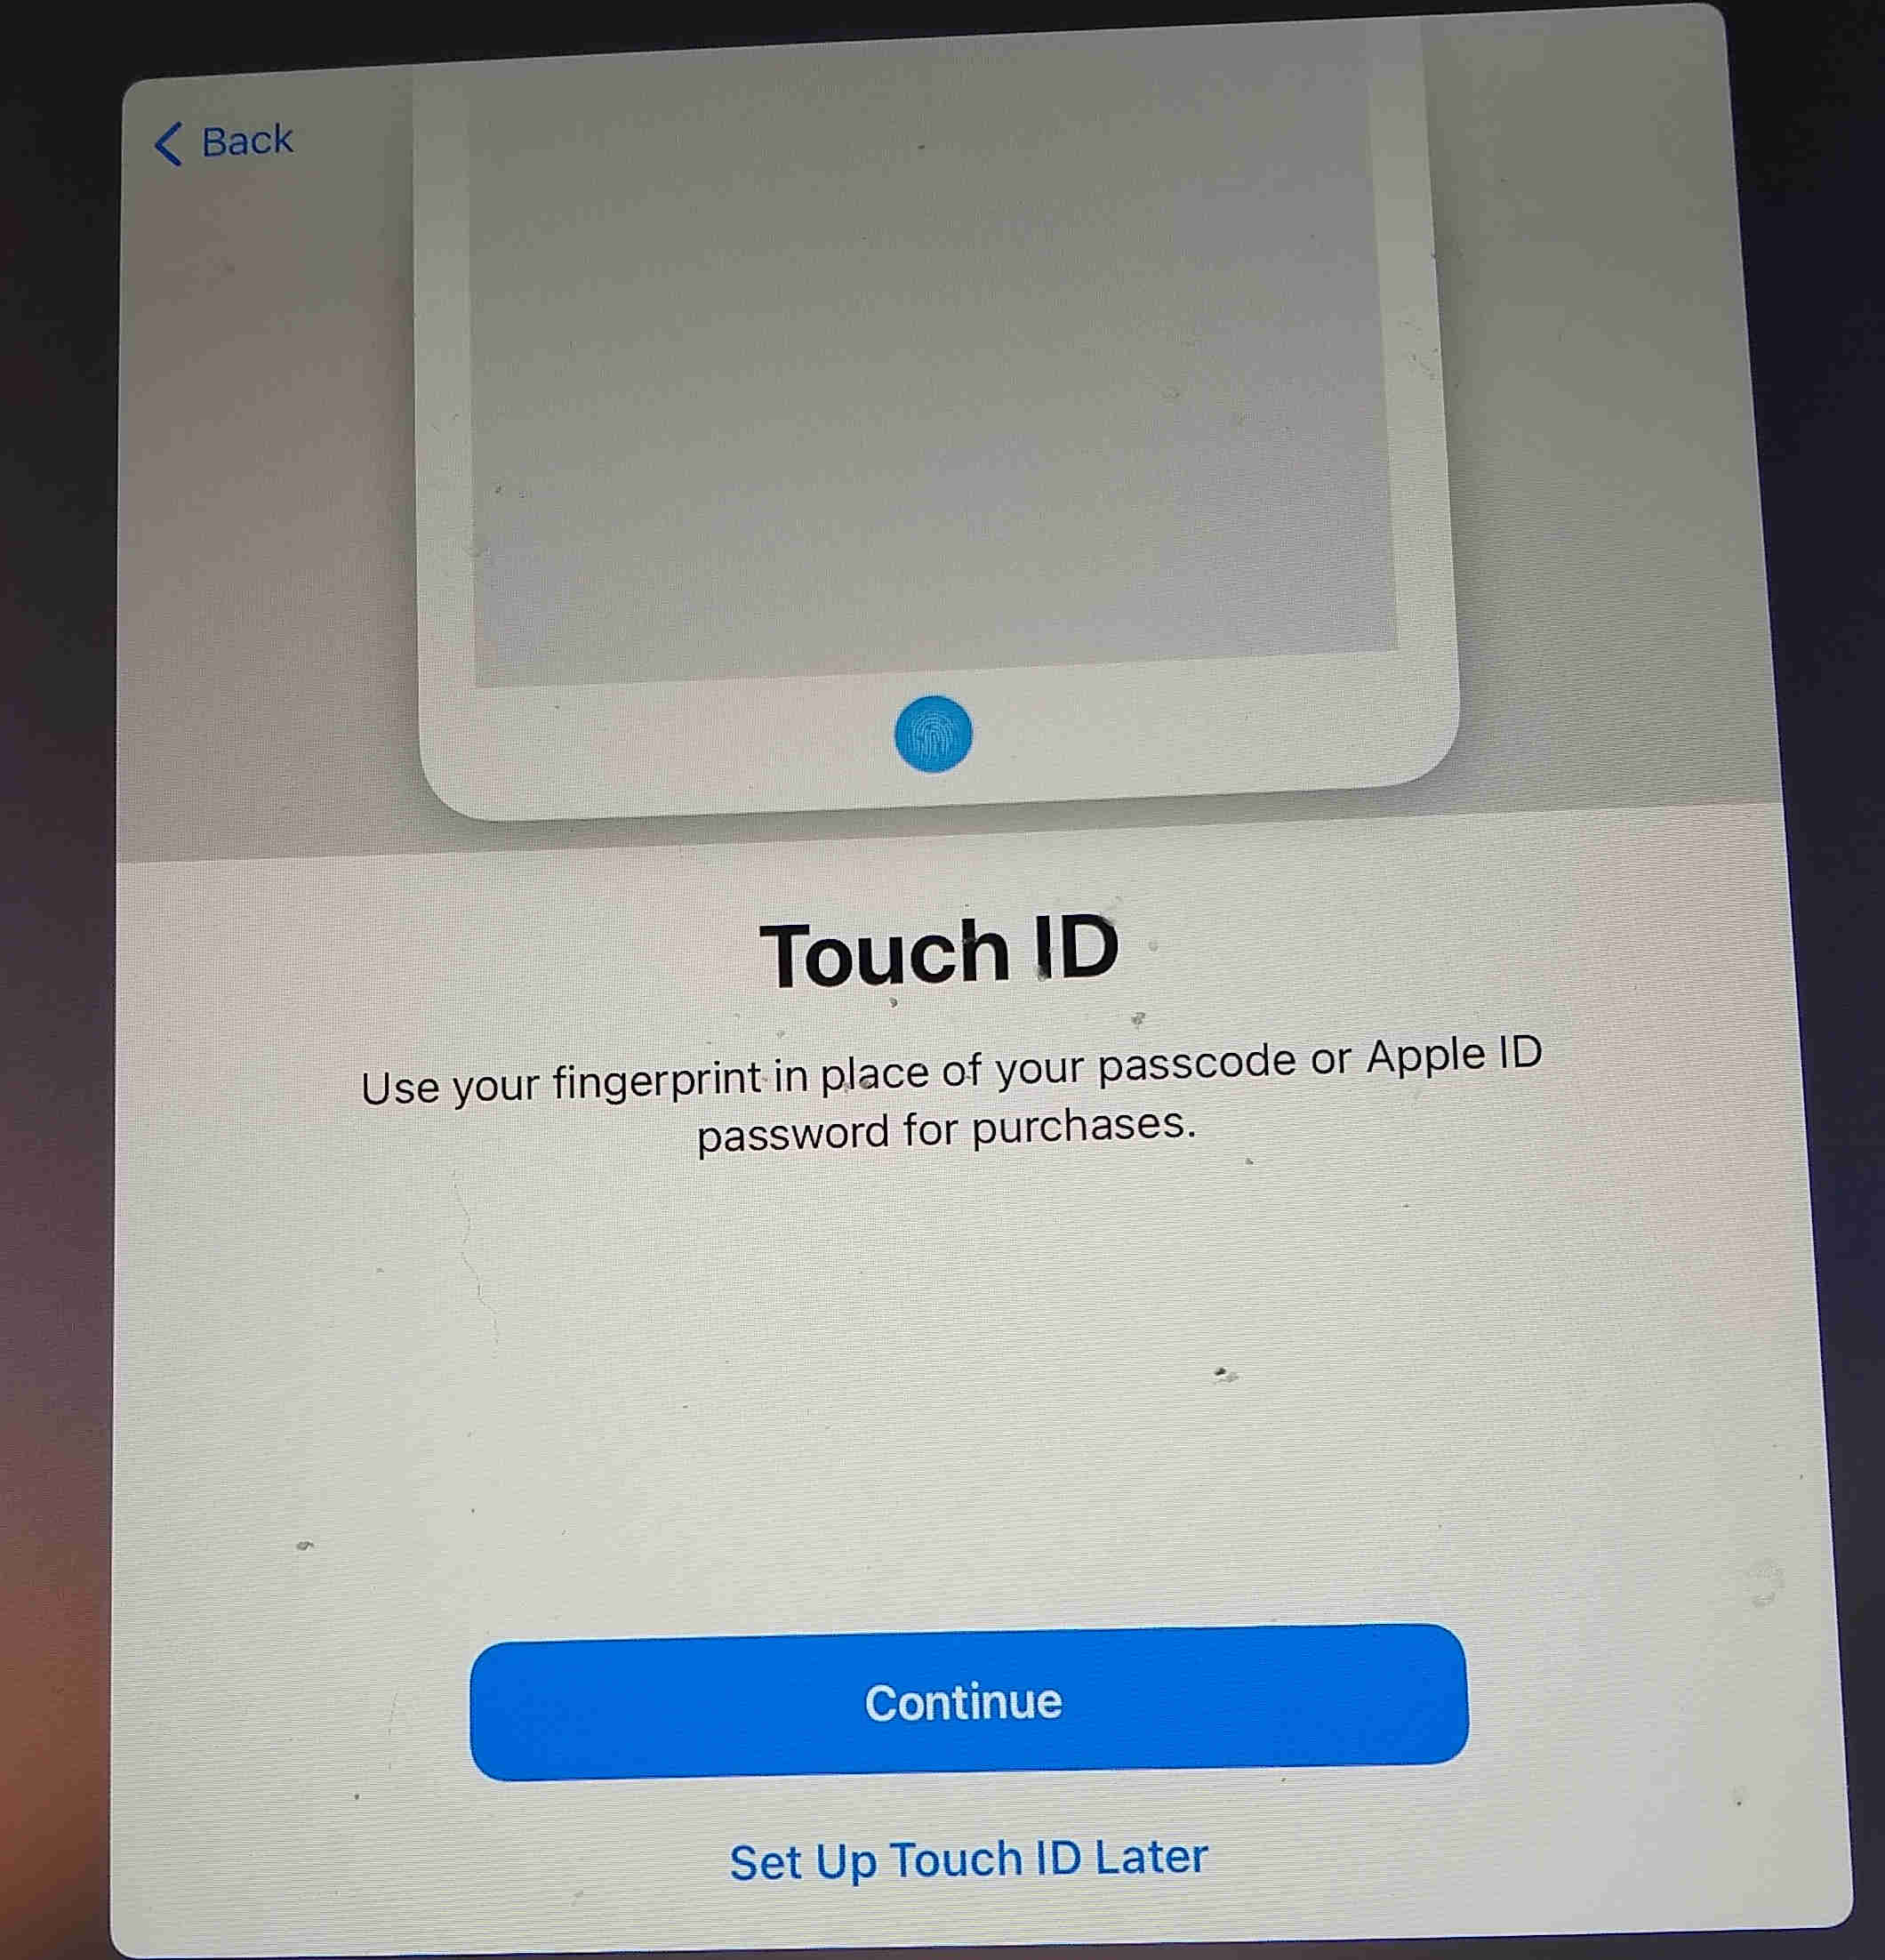 Back
Touch ID
Use your fingerprint in place of your passcode or Apple ID
password for purchases.
Continue
Set Up Touch ID Later